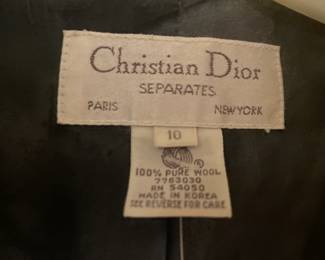 Christian Dior
SEPARATES
PARIS NEW YORK
10
100% PURE WOOL
7763030
RN 54050
MADE IN KOREA
SEE REVERSE FOR CARE